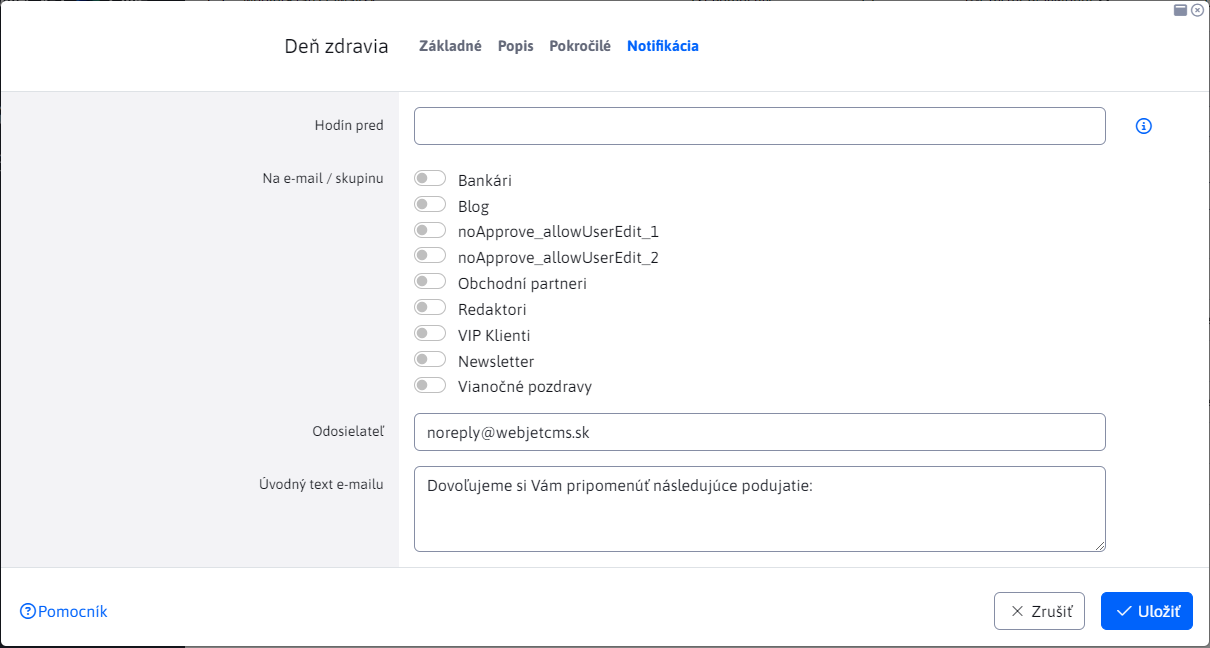 Deň zdravia
Základné Popis Pokročilé Notifikácia
Hodín pred
Na e-mail / skupinu
Bankári
Blog
noApprove_allowUserEdit_1
noApprove_allowUserEdit_2
Obchodní partneri
Redaktori
VIP Klienti
Newsletter
Vianočné pozdravy
Odosielateľ
noreply@webjetcms.sk
Úvodný text e-mailu
Dovoľujeme si Vám pripomenúť následujúce podujatie:
Pomocník
Zrušiť
Uložiť